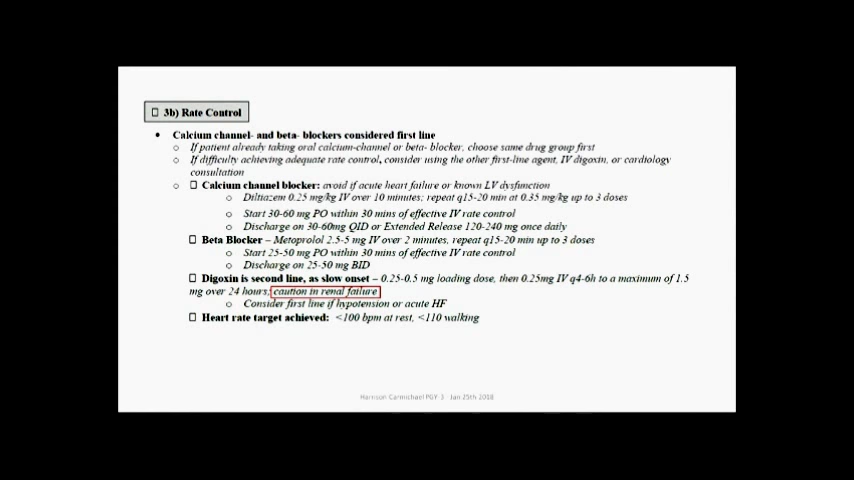 ☐ 3b) Rate Control
• Calcium channel- and beta- blockers considered first line
○ If patient already taking oral calcium-channel or beta- blocker, choose same drug group first
○ If difficulty achieving adequate rate control, consider using the other first-line agent, IV digoxin, or cardiology
consultation
○ ☐ Calcium channel blocker: avoid if acute heart failure or known LV dysfunction
○ Diltiazem 0.25 mg/kg IV over 10 minutes; repeat q15-20 min at 0.35 mg/kg up to 3 doses
○ Start 30-60 mg PO within 30 mins of effective IV rate control
○ Discharge on 30-60mg QID or Extended Release 120-240 mg once daily
☐ Beta Blocker – Metoprolol 2.5-5 mg IV over 2 minutes, repeat q15-20 min up to 3 doses
○ Start 25-50 mg PO within 30 mins of effective IV rate control
○ Discharge on 25-50 mg BID
☐ Digoxin is second line, as slow onset – 0.25-0.5 mg loading dose, then 0.25mg IV q4-6h to a maximum of 1.5
mg over 24 hours; caution in renal failure
○ Consider first line if hypotension or acute HF
☐ Heart rate target achieved: <100 bpm at rest, <110 walking
Harrison Carmichael PGY 3 Jan 25th 2018